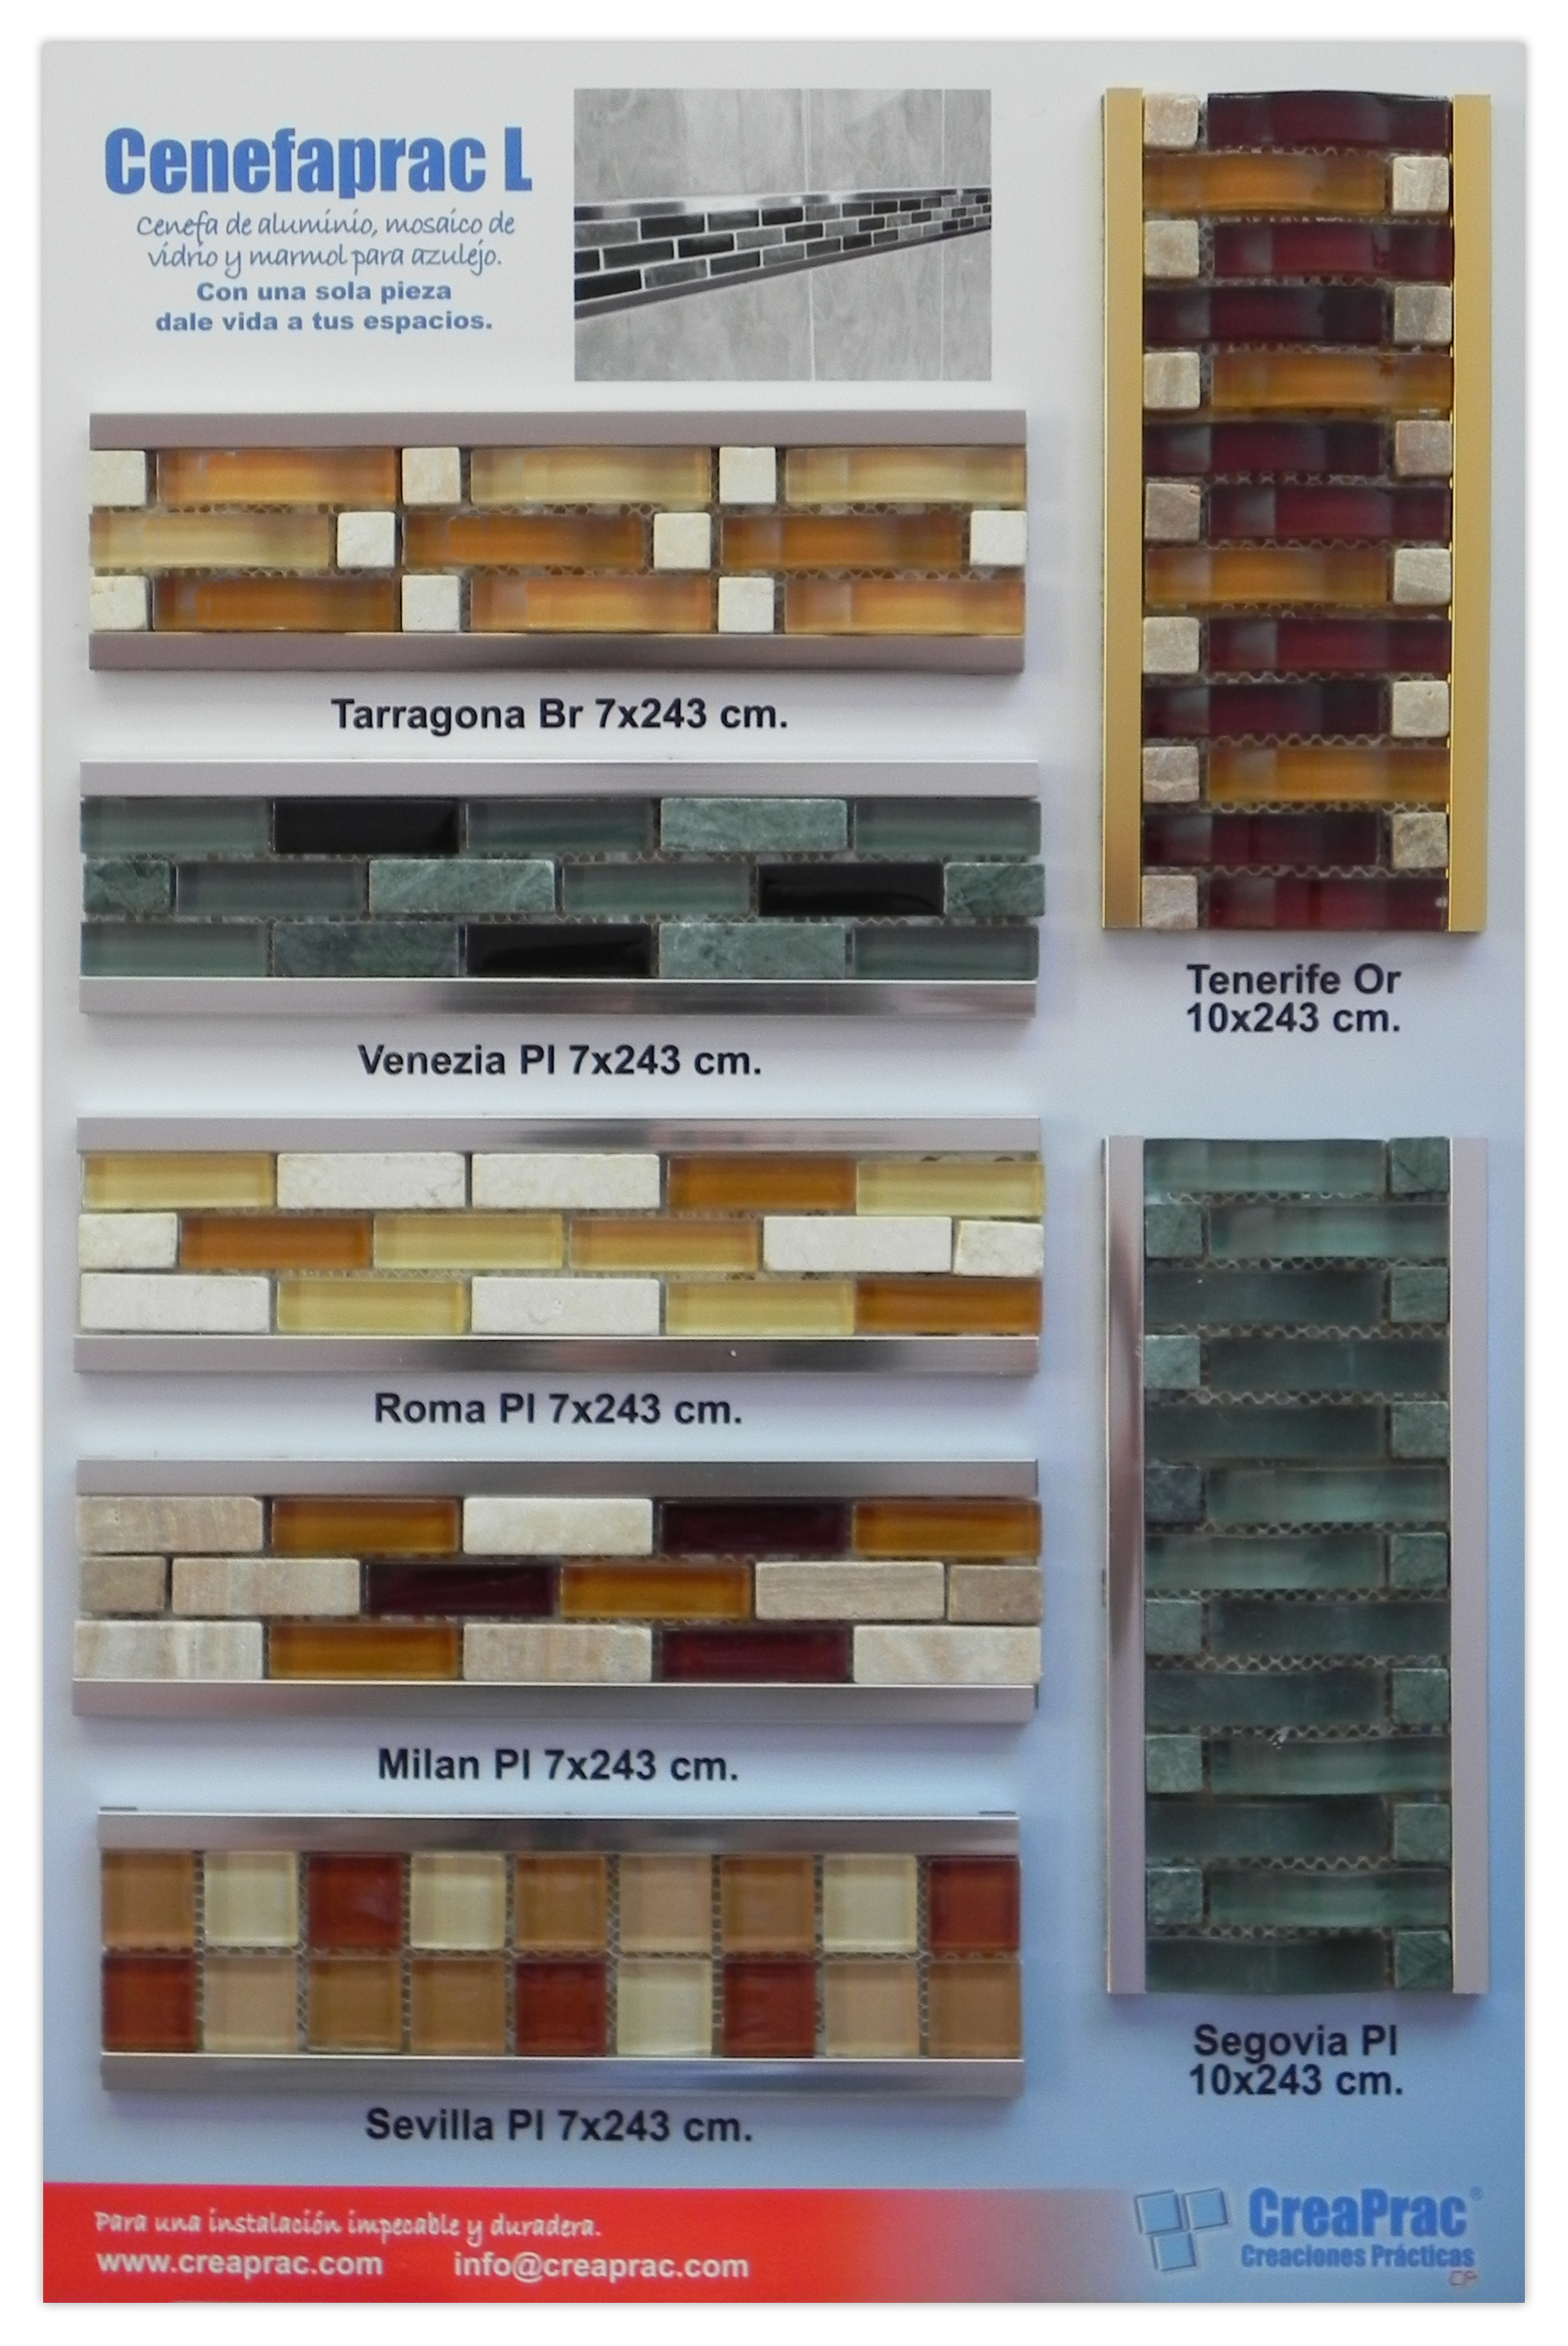 Cenefaprac L
Cenefa de aluminio, mosaico de
vidrio y marmol para azulejo.
Con una sola pieza
dale vida a tus espacios.
Tarragona Br 7x243 cm.
Venezia Pl 7x243 cm.
Roma Pl 7x243 cm.
Milan Pl 7x243 cm.
Sevilla Pl 7x243 cm.
Tenerife Or
10x243 cm.
Segovia Pl
10x243 cm.
Para una instalación impecable y duradera.
www.creaprac.com info@creaprac.com
CreaPrac®
Creaciones Prácticas